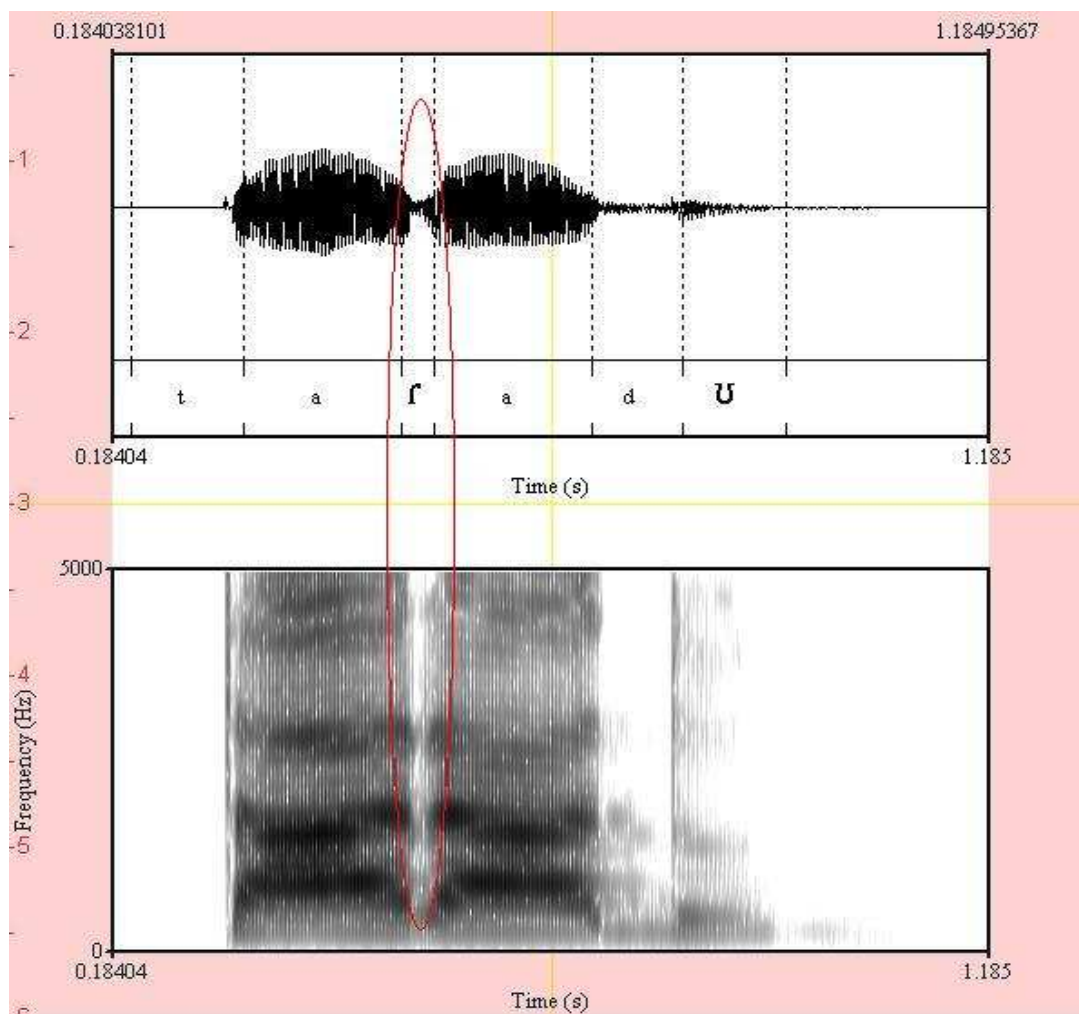 0.184038101 1.18495367
-1
-2
t a ɾ a d ʊ
0.18404 1.185
Time (s)
-3
5000
-4
Frequency (Hz)
-5
0
0.18404 1.185
Time (s)